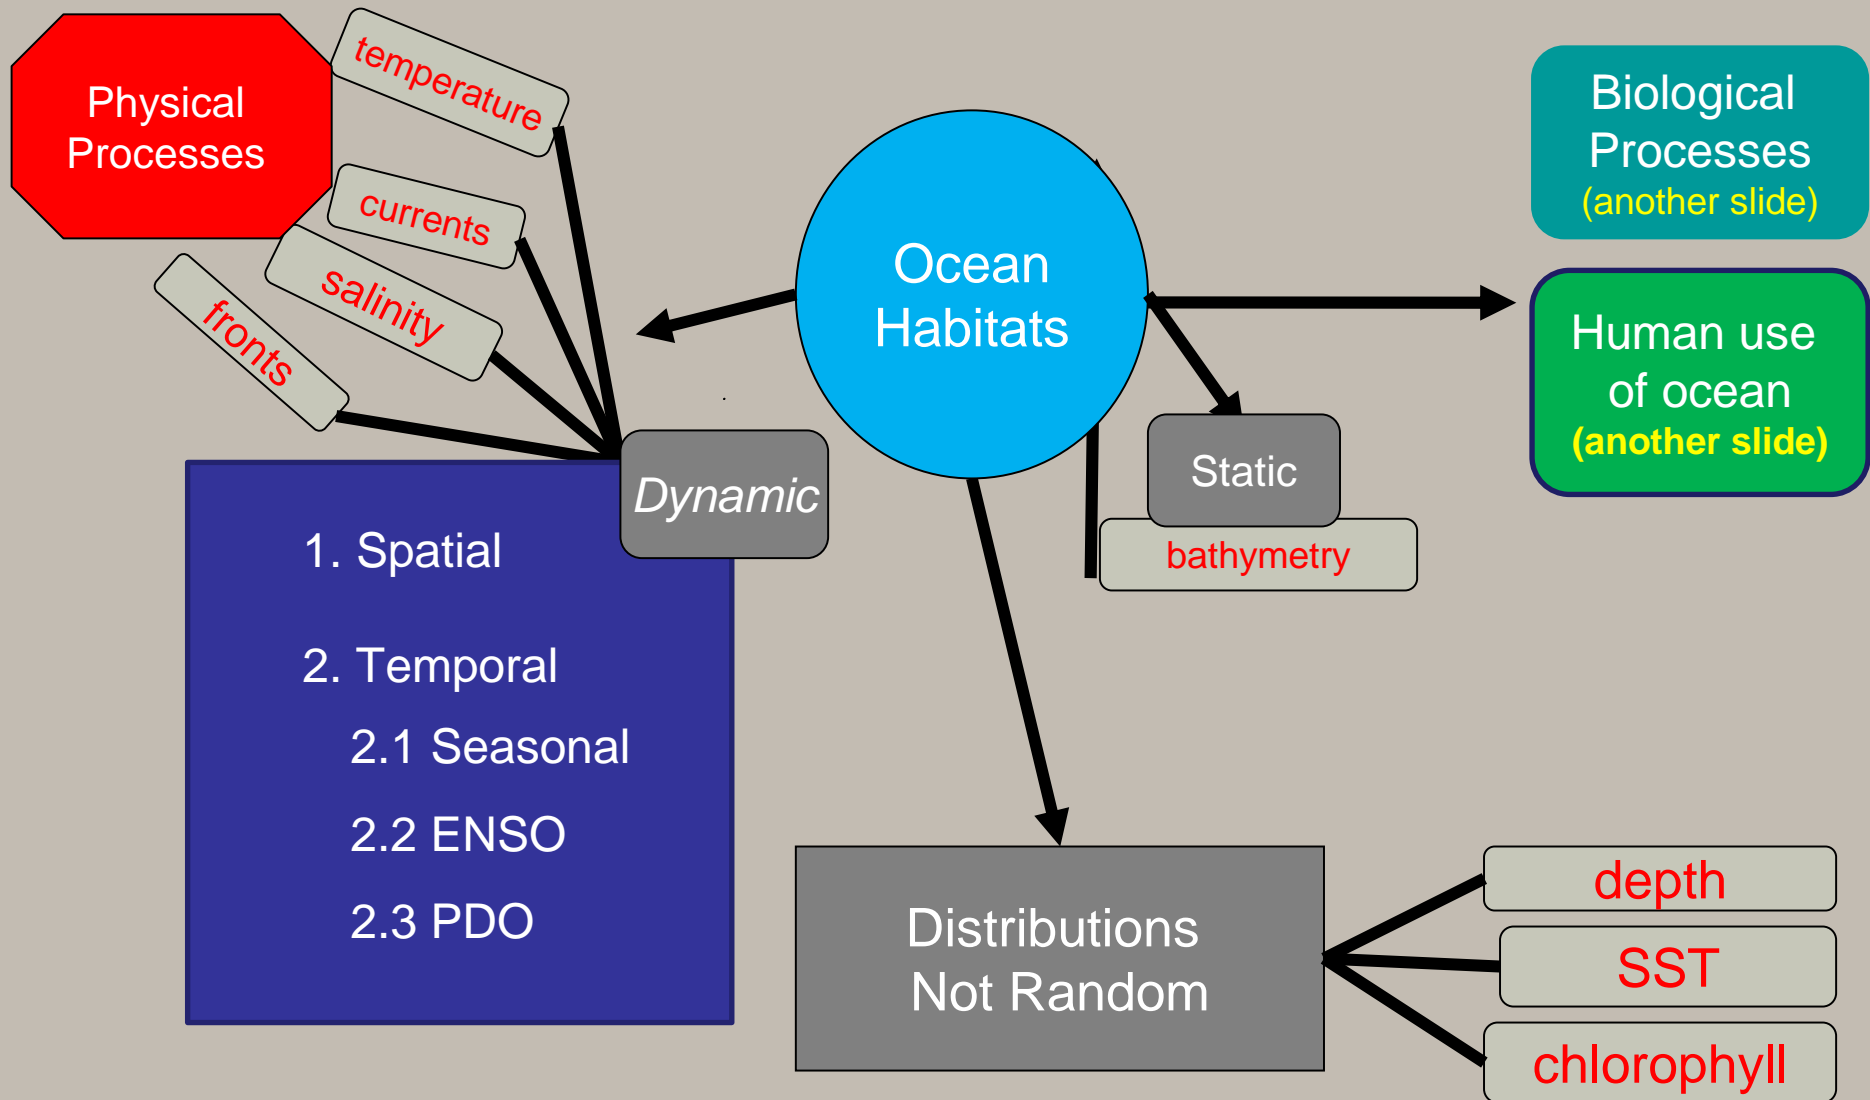 Physical
Processes
temperature
currents
salinity
fronts
Ocean
Habitats
Biological
Processes
(another slide)
Human use
of ocean
(another slide)
Dynamic
Static
bathymetry
1. Spatial
2. Temporal
2.1 Seasonal
2.2 ENSO
2.3 PDO
Distributions
Not Random
depth
SST
chlorophyll